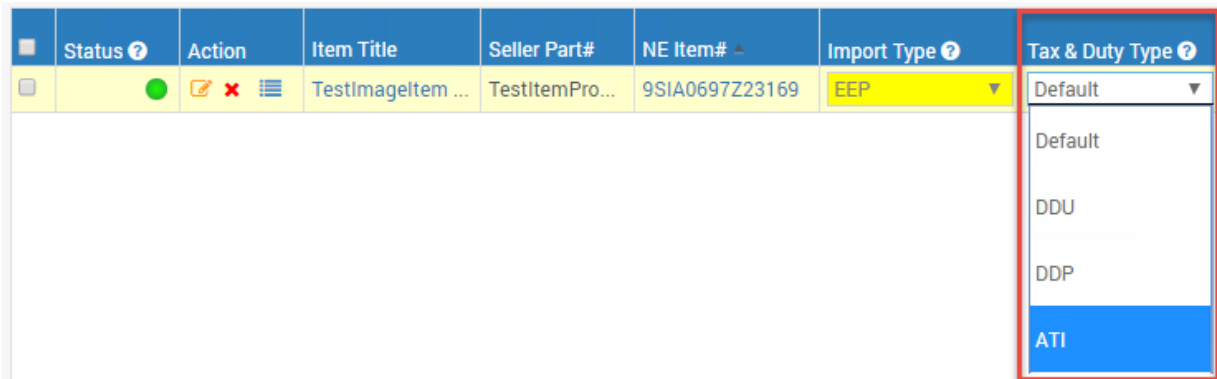 Status ? Action Item Title Seller Part# NE Item# Import Type ? Tax & Duty Type ?
TestImageItem ... TestItemPro... 9SIA0697Z23169 EEP Default
Default
DDU
DDP
ATI